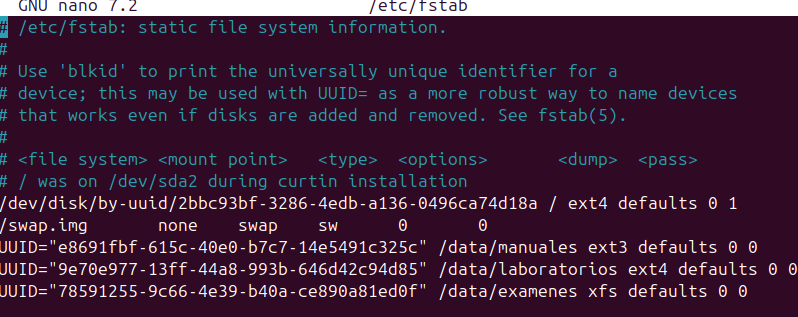 GNU nano 7.2 /etc/fstab
# /etc/fstab: static file system information.
#
# Use 'blkid' to print the universally unique identifier for a
# device; this may be used with UUID= as a more robust way to name devices
# that works even if disks are added and removed. See fstab(5).
#
# <file system> <mount point>   <type>  <options>       <dump>  <pass>
# / was on /dev/sda2 during curtin installation
/dev/disk/by-uuid/2bbc93bf-3286-4edb-a136-0496ca74d18a / ext4 defaults 0 1
/swap.img       none    swap    sw      0       0
UUID="e8691fbf-615c-40e0-b7c7-14e5491c325c" /data/manuales ext3 defaults 0 0
UUID="9e70e977-13ff-44a8-993b-646d42c94d85" /data/laboratorios ext4 defaults 0 0
UUID="78591255-9c66-4e39-b40a-ce890a81ed0f" /data/examenes xfs defaults 0 0